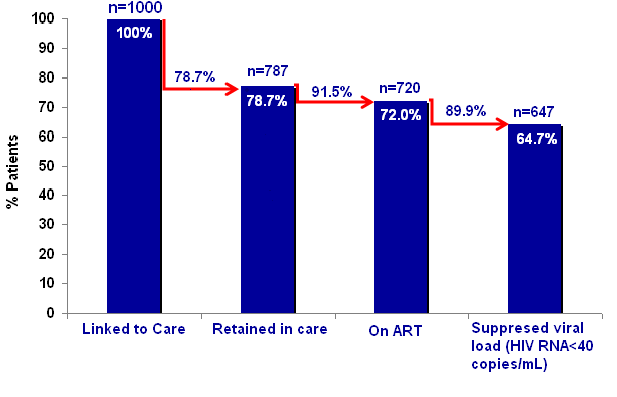 n=1000
100
100%
90
78.7%
n=787
91.5%
n=720
89.9%
n=647
80
78.7%
72.0%
64.7%
70
60
50
40
30
20
10
0
% Patients
Linked to Care
Retained in care
On ART
Suppresed viral
load (HIV RNA<40
copies/mL)